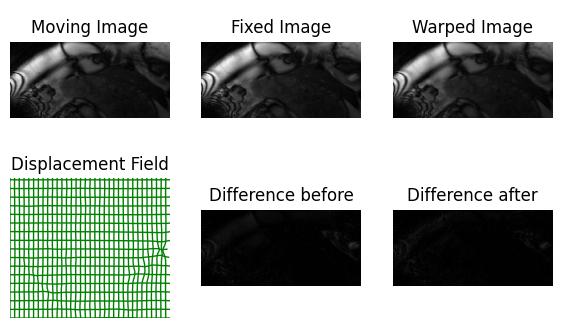 Moving Image
Fixed Image
Warped Image
Displacement Field
Difference before
Difference after